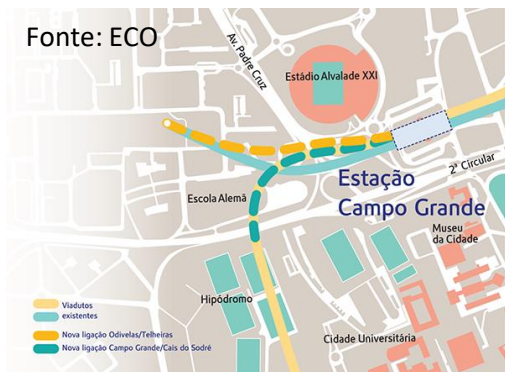 Fonte: ECO
Av. Padre Cruz
Estádio Alvalade XXI
2ª Circular
Estação
Campo Grande
Escola Alemã
Museu
da Cidade
Hipódromo
Cidade Universitária
Viadutos
existentes
Nova ligação Odivelas/Telheiras
Nova ligação Campo Grande/Cais do Sodré